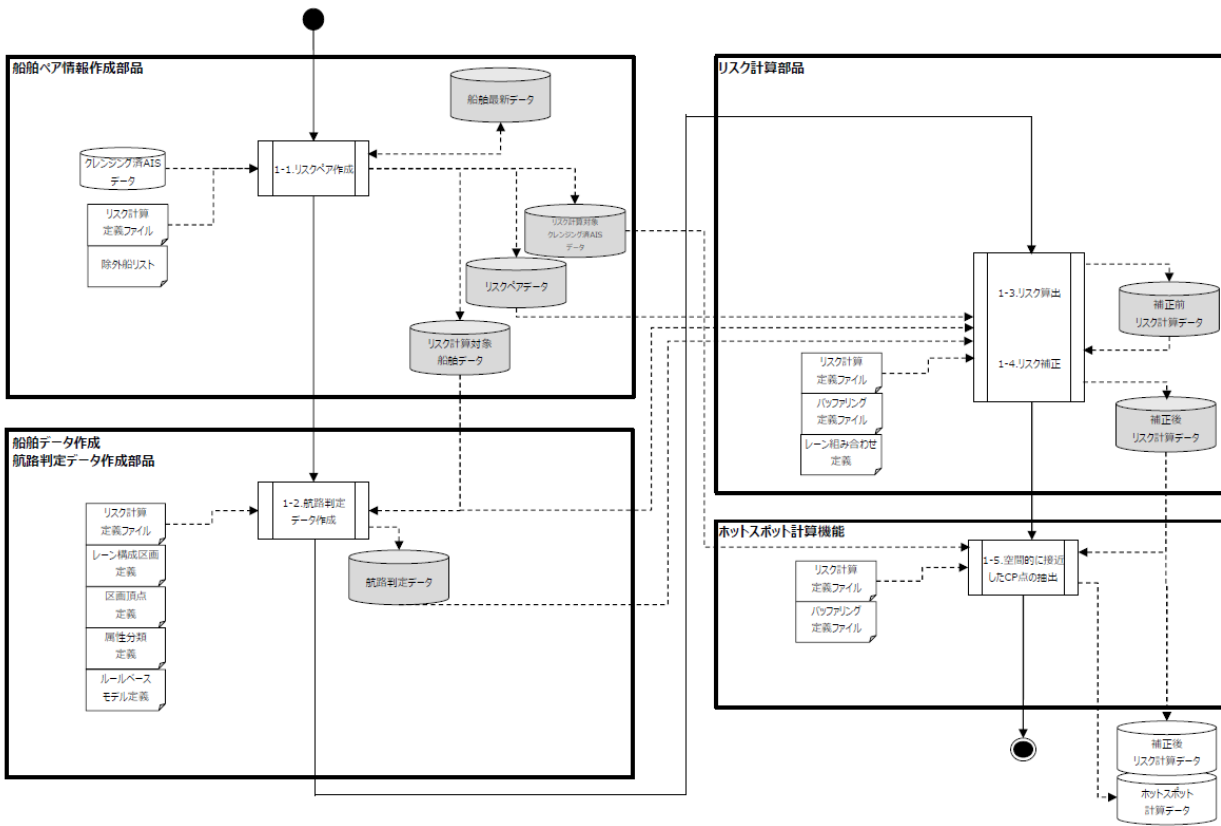 船舶ペア情報作成部品
船舶最新データ
クレンジング済AIS
データ
1-1.リスクペア作成
リスク計算
定義ファイル
除外船リスト
リスク計算対象
クレンジング済AIS
データ
リスクペアデータ
リスク計算対象
船舶データ
船舶データ作成
航路判定データ作成部品
1-2.航路判定
データ作成
リスク計算
定義ファイル
レーン構成区画
定義
区画頂点
定義
属性分類
定義
ルールベース
モデル定義
航路判定データ
リスク計算部品
1-3.リスク算出
1-4.リスク補正
補正前
リスク計算データ
リスク計算
定義ファイル
バッファリング
定義ファイル
レーン組み合わせ
定義
補正後
リスク計算データ
ホットスポット計算機能
1-5.空間的に接近
したCP点の抽出
リスク計算
定義ファイル
バッファリング
定義ファイル
補正後
リスク計算データ
ホットスポット
計算データ